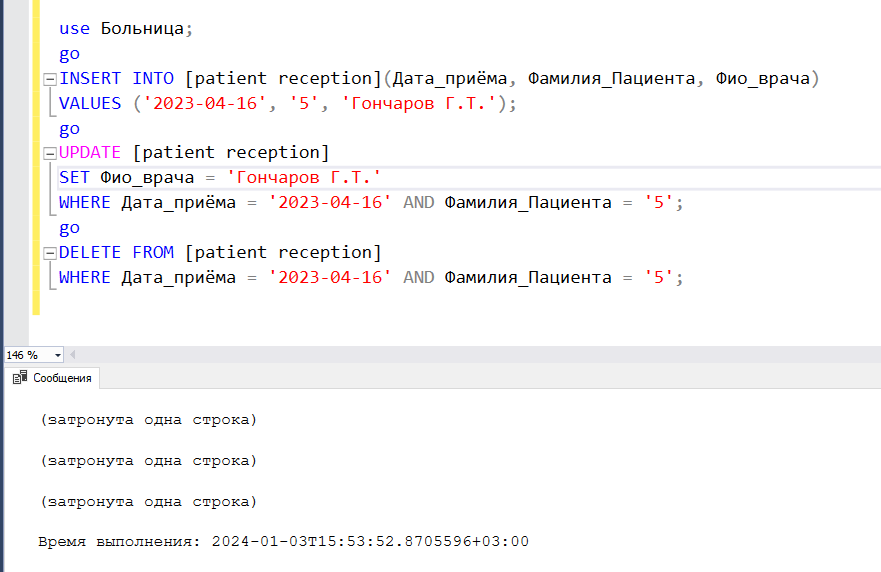 use Больница;
go
INSERT INTO [patient reception](Дата_приёма, Фамилия_Пациента, Фио_врача)
VALUES ('2023-04-16', '5', 'Гончаров Г.Т.');
go
UPDATE [patient reception]
SET Фио_врача = 'Гончаров Г.Т.'
WHERE Дата_приёма = '2023-04-16' AND Фамилия_Пациента = '5';
go
DELETE FROM [patient reception]
WHERE Дата_приёма = '2023-04-16' AND Фамилия_Пациента = '5';
146 %
Сообщения
(затронута одна строка)
(затронута одна строка)
(затронута одна строка)
Время выполнения: 2024-01-03T15:53:52.8705596+03:00